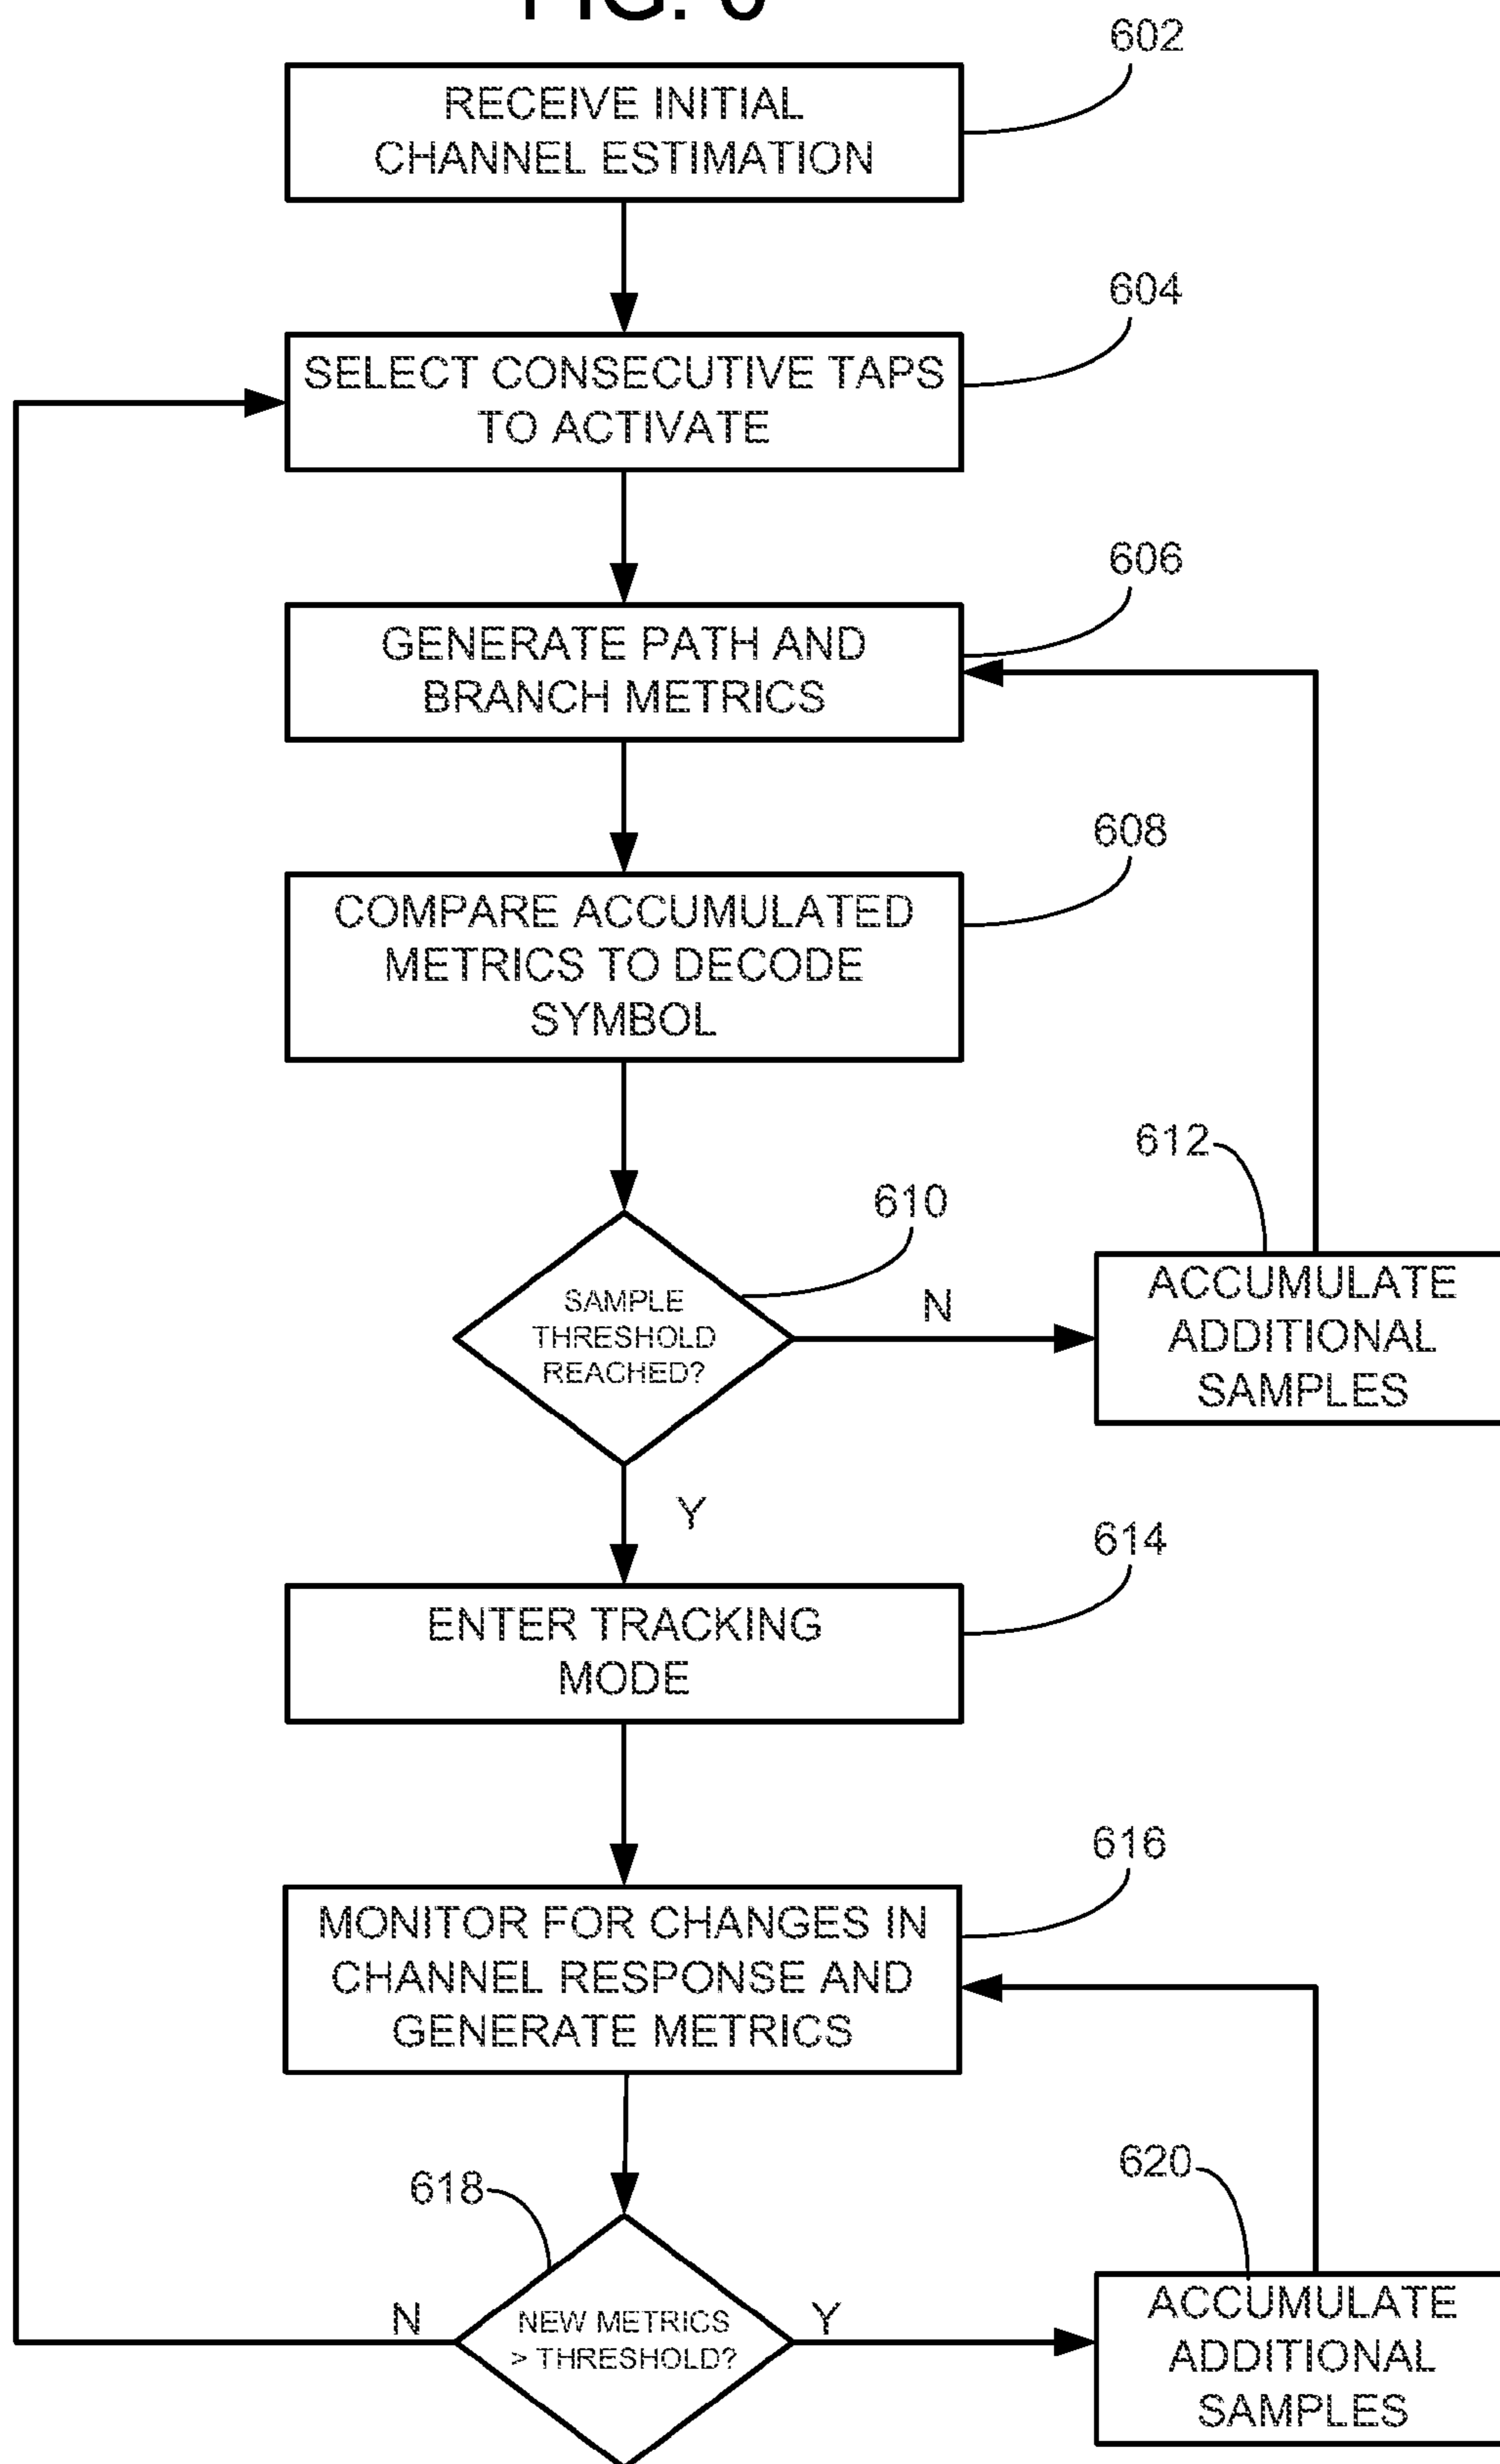 FIG. 6
602
RECEIVE INITIAL
CHANNEL ESTIMATION
604
SELECT CONSECUTIVE TAPS
TO ACTIVATE
606
GENERATE PATH AND
BRANCH METRICS
608
COMPARE ACCUMULATED
METRICS TO DECODE
SYMBOL
610
SAMPLE
THRESHOLD
REACHED?
N
612
ACCUMULATE
ADDITIONAL
SAMPLES
Y
614
ENTER TRACKING
MODE
616
MONITOR FOR CHANGES IN
CHANNEL RESPONSE AND
GENERATE METRICS
618
NEW METRICS
> THRESHOLD?
N
Y
620
ACCUMULATE
ADDITIONAL
SAMPLES